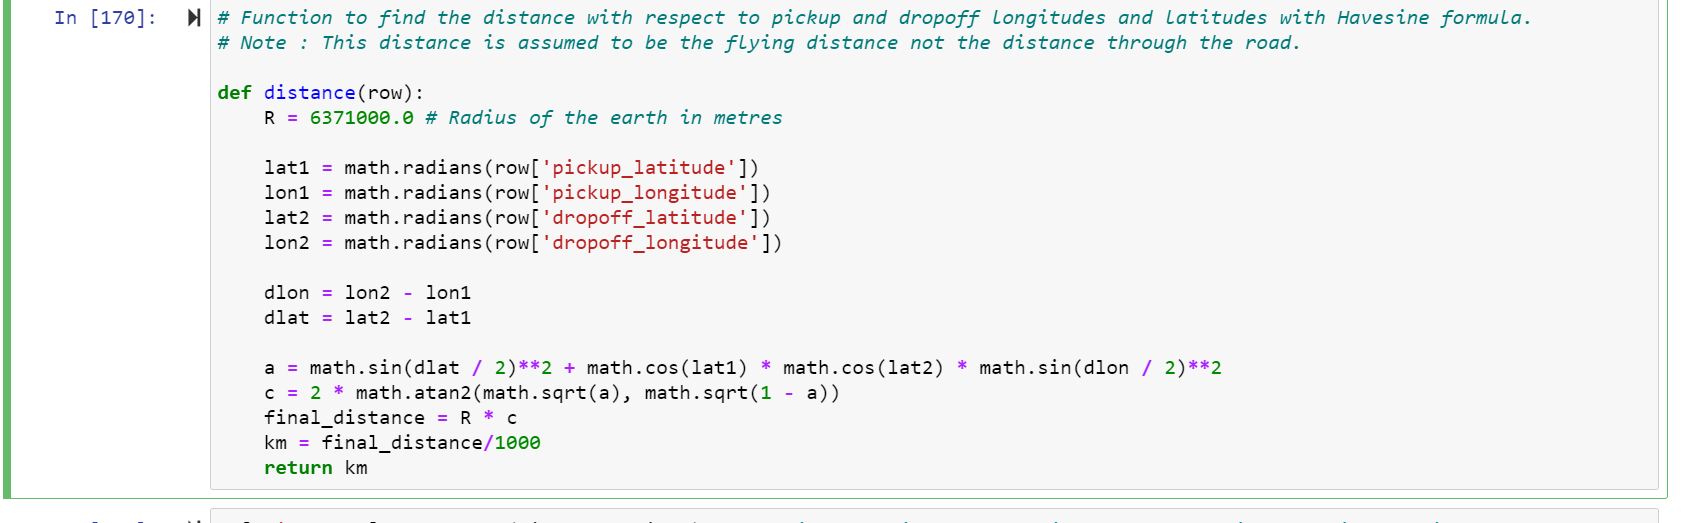 In [170]:
# Function to find the distance with respect to pickup and dropoff longitudes and latitudes with Havesine formula.
# Note : This distance is assumed to be the flying distance not the distance through the road.
def distance(row):
    R = 6371000.0 # Radius of the earth in metres
    lat1 = math.radians(row['pickup_latitude'])
    lon1 = math.radians(row['pickup_longitude'])
    lat2 = math.radians(row['dropoff_latitude'])
    lon2 = math.radians(row['dropoff_longitude'])
    dlon = lon2 - lon1
    dlat = lat2 - lat1
    a = math.sin(dlat / 2)**2 + math.cos(lat1) * math.cos(lat2) * math.sin(dlon / 2)**2
    c = 2 * math.atan2(math.sqrt(a), math.sqrt(1 - a))
    final_distance = R * c
    km = final_distance/1000
    return km